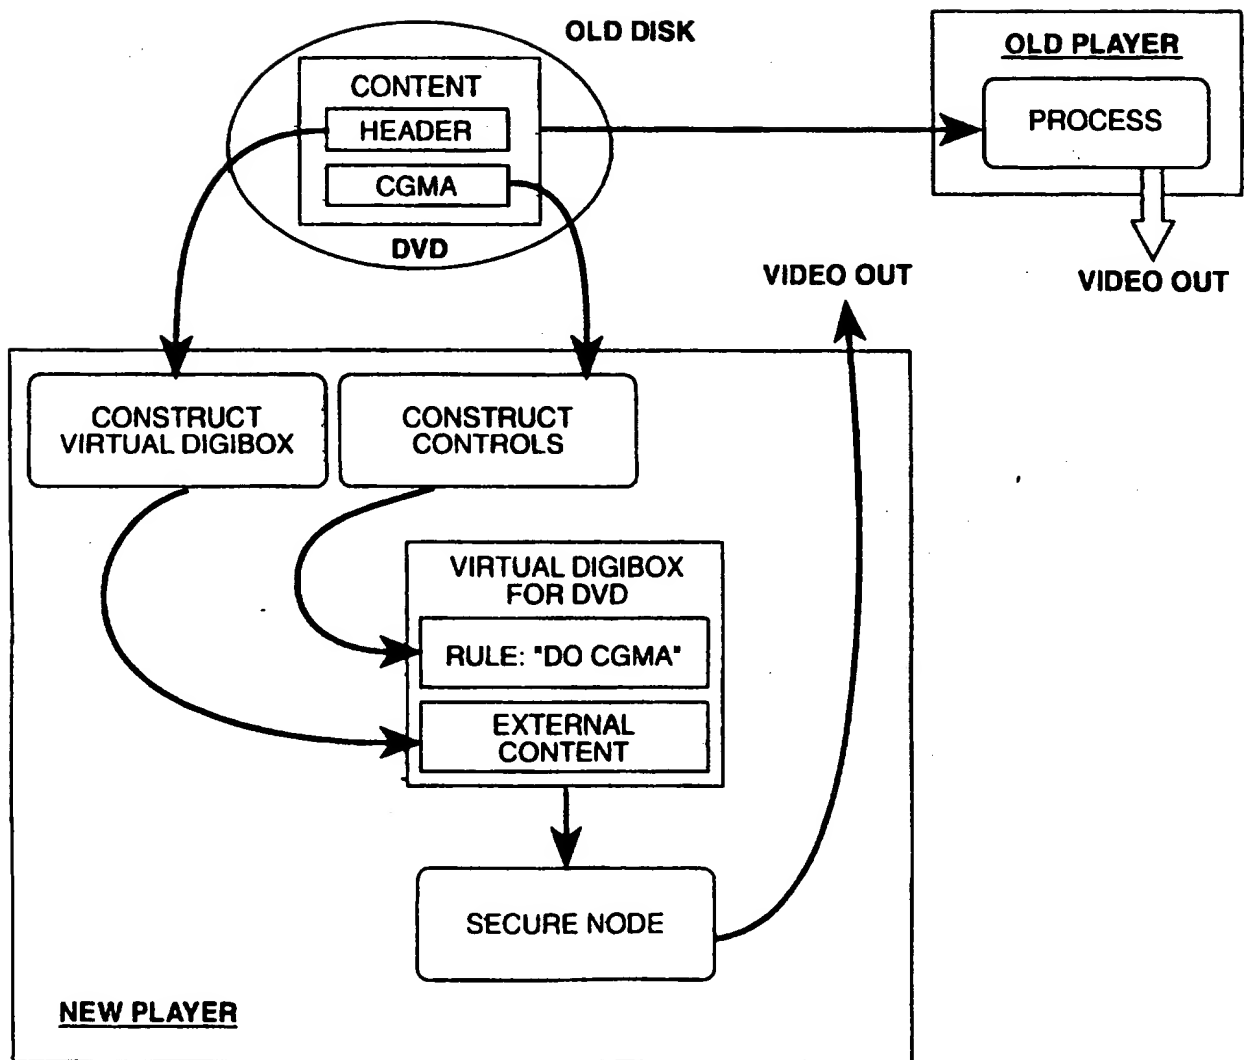 OLD DISK
OLD PLAYER
CONTENT
HEADER
CGMA
DVD
PROCESS
VIDEO OUT
VIDEO OUT
CONSTRUCT
VIRTUAL DIGIBOX
CONSTRUCT
CONTROLS
VIRTUAL DIGIBOX
FOR DVD
RULE: "DO CGMA"
EXTERNAL
CONTENT
SECURE NODE
NEW PLAYER